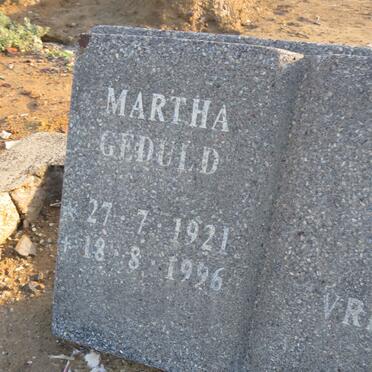 MARTHA
GEDULD
* 27·7·1921
+ 18·8·1996